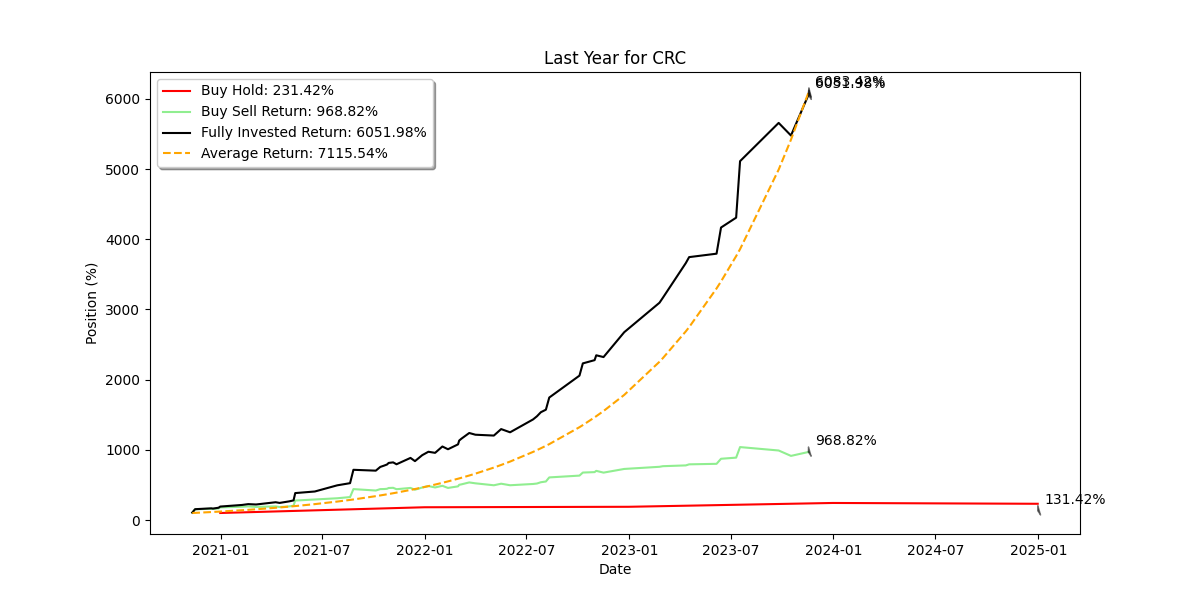 Last Year for CRC
Buy Hold: 231.42%
Buy Sell Return: 968.82%
Fully Invested Return: 6051.98%
Average Return: 7115.54%
6051.98%
968.82%
131.42%
Position (%)
6000
5000
4000
3000
2000
1000
0
2021-01 2021-07 2022-01 2022-07 2023-01 2023-07 2024-01 2024-07 2025-01
Date